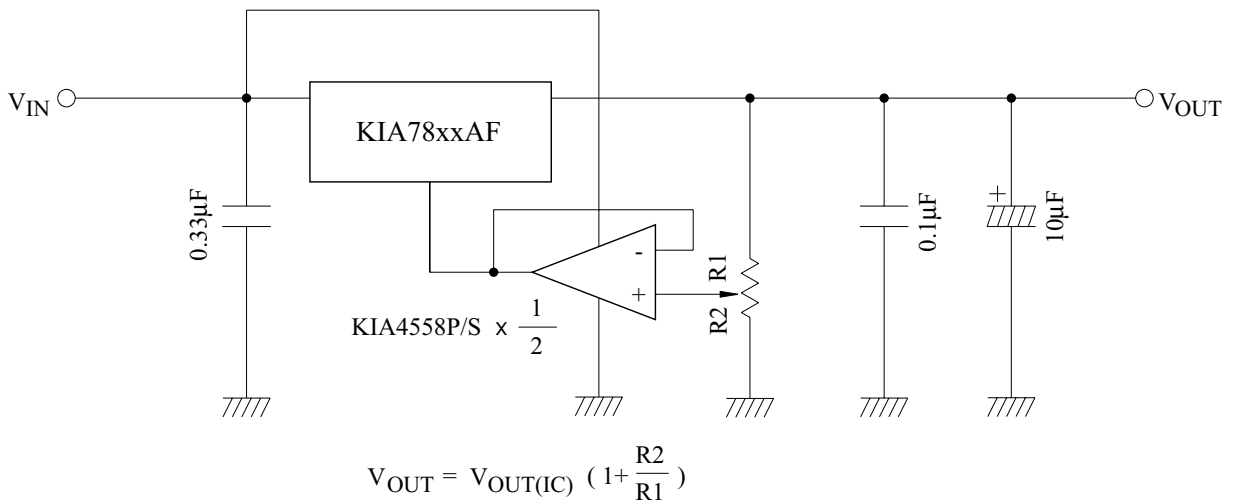 V_IN
KIA78xxAF
V_OUT
0.33μF
0.1μF
+
10μF
-
+
R1
R2
KIA4558P/S x 1/2
V_OUT = V_OUT(IC) ( 1+ R2/R1 )